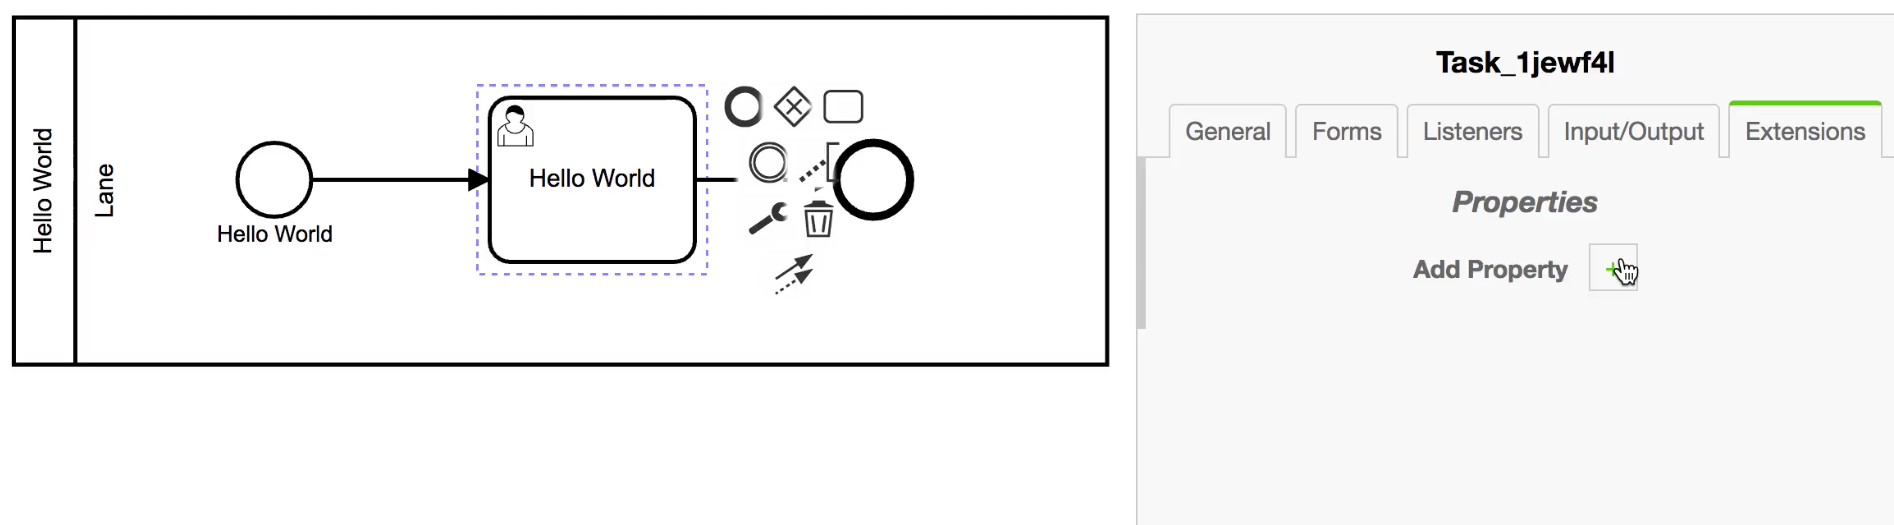 Hello World
Lane
Hello World
Hello World
Task_1jewf4l
General Forms Listeners Input/Output Extensions
Properties
Add Property +